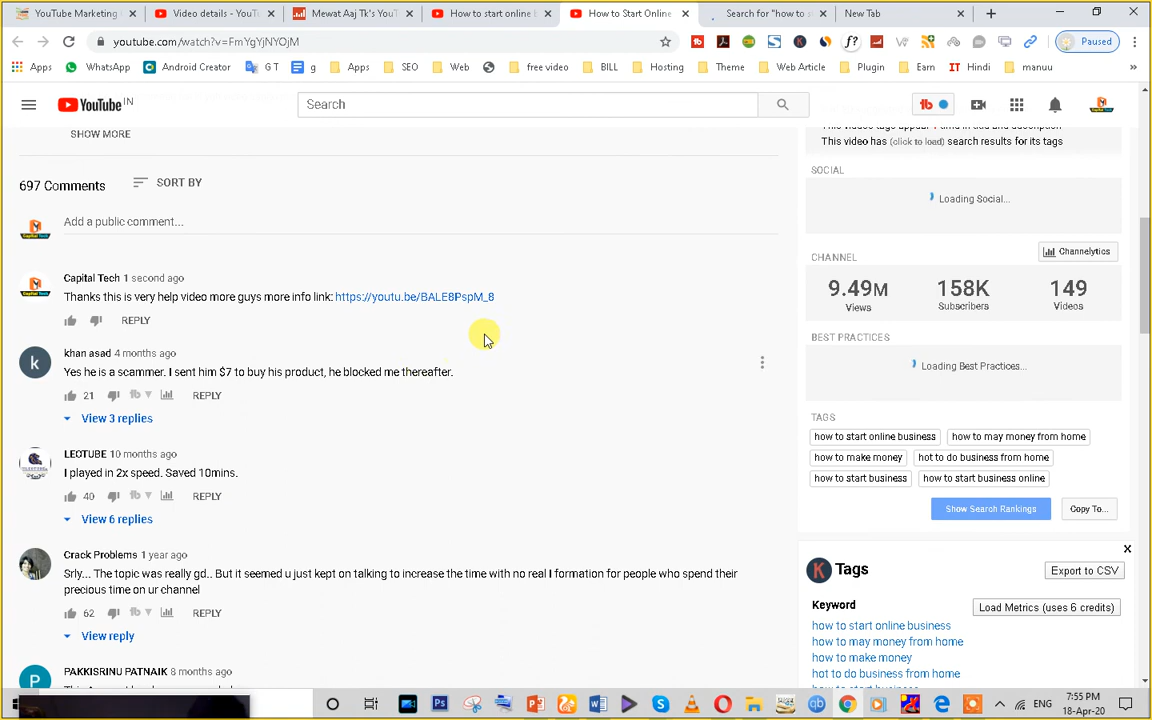 YouTube Marketing
Video details - YouTu
Mewat Aaj Tk's YouT
How to start online b
How to Start Online
Search for "how to s
New Tab
youtube.com/watch?v=FmYgYjNYOjM
Paused
Apps
WhatsApp
Android Creator
G T
g
Apps
SEO
Web
free video
BILL
Hosting
Theme
Web Article
Plugin
Earn
IT Hindi
manuu
YouTube IN
Search
SHOW MORE
697 Comments
SORT BY
Add a public comment...
Capital Tech 1 second ago
Thanks this is very help video more guys more info link: https://youtu.be/BALE8PspM_8
REPLY
khan asad 4 months ago
Yes he is a scammer. I sent him $7 to buy his product, he blocked me thereafter.
21
REPLY
View 3 replies
LEOTUBE 10 months ago
I played in 2x speed. Saved 10mins.
40
REPLY
View 6 replies
Crack Problems 1 year ago
Srly... The topic was really gd.. But it seemed u just kept on talking to increase the time with no real I formation for people who spend their
precious time on ur channel
62
REPLY
View reply
PAKKISRINU PATNAIK 8 months ago
This video has (click to load) search results for its tags
SOCIAL
Loading Social...
CHANNEL
Channelytics
9.49M
158K
149
Views
Subscribers
Videos
BEST PRACTICES
Loading Best Practices...
TAGS
how to start online business
how to may money from home
how to make money
hot to do business from home
how to start business
how to start business online
Show Search Rankings
Copy To...
Tags
Export to CSV
Keyword
Load Metrics (uses 6 credits)
how to start online business
how to may money from home
how to make money
hot to do business from home
ENG
7:55 PM
18-Apr-20